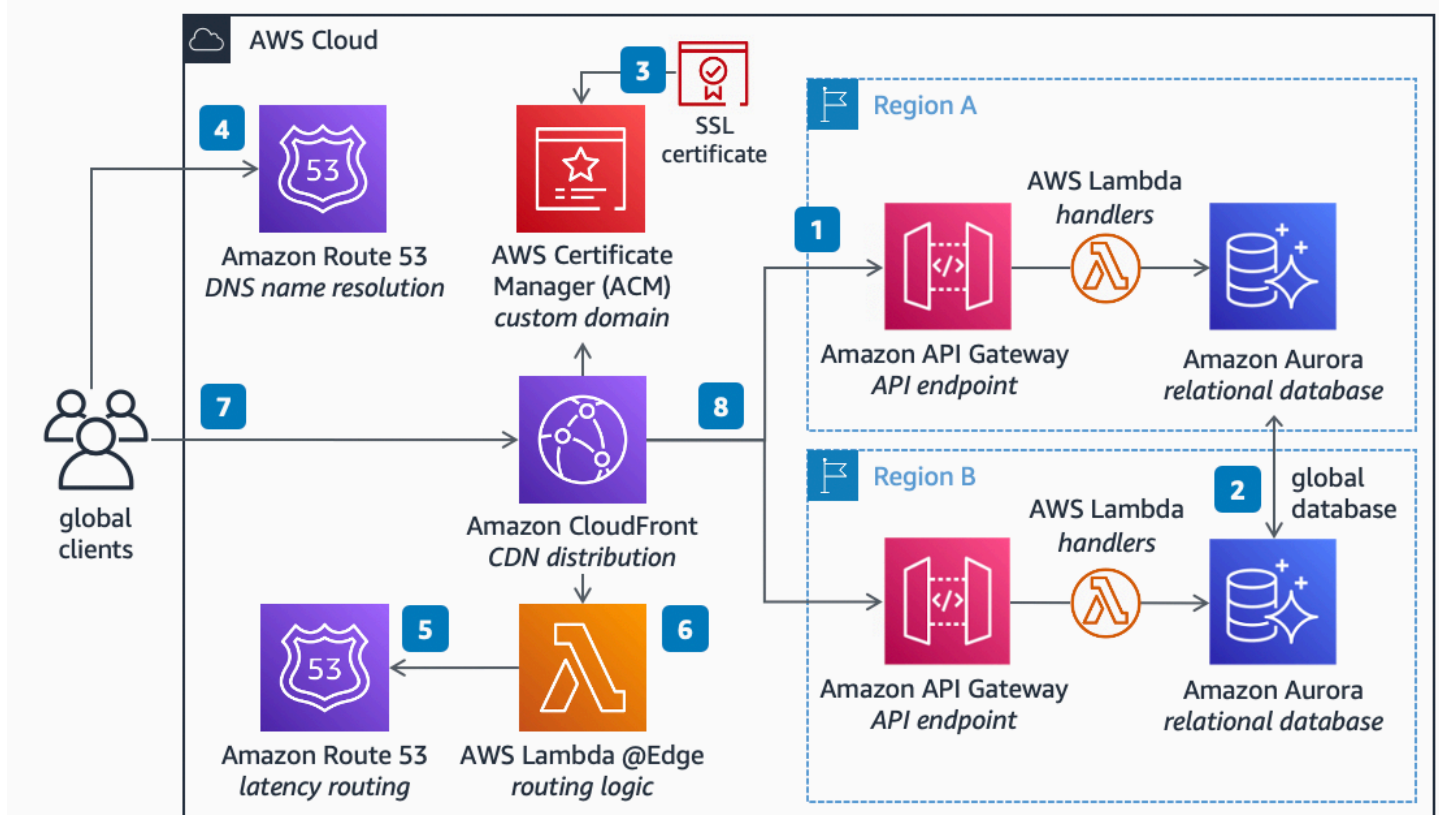 AWS Cloud
3
SSL
certificate
4
53
Amazon Route 53
DNS name resolution
AWS Certificate
Manager (ACM)
custom domain
Region A
1
AWS Lambda
handlers
</>
Amazon API Gateway
API endpoint
Amazon Aurora
relational database
global
clients
7
8
Amazon CloudFront
CDN distribution
2
global
database
Region B
AWS Lambda
handlers
</>
Amazon API Gateway
API endpoint
Amazon Aurora
relational database
5
6
53
Amazon Route 53
latency routing
AWS Lambda @Edge
routing logic